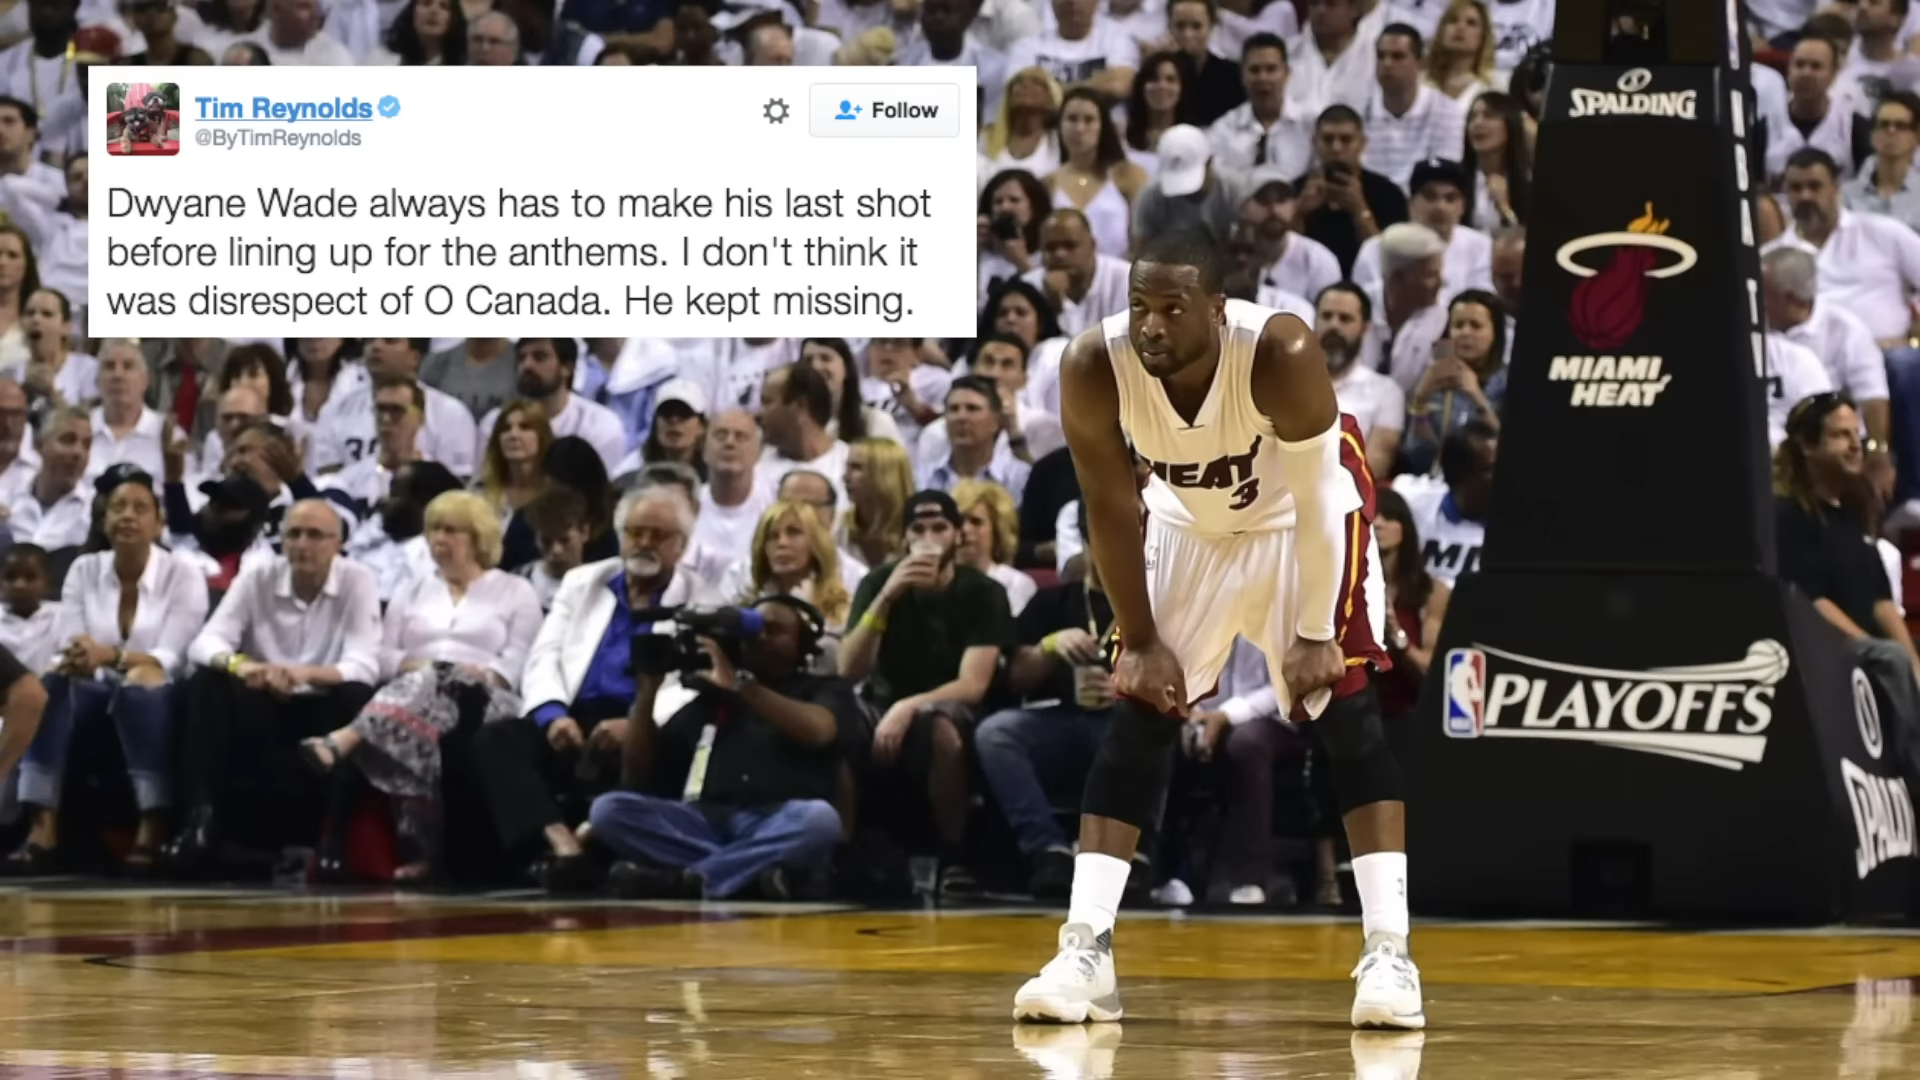 Tim Reynolds
@ByTimReynolds
Follow
Dwyane Wade always has to make his last shot
before lining up for the anthems. I don't think it
was disrespect of O Canada. He kept missing.
SPALDING
MIAMI
HEAT
HEAT
3
PLAYOFFS